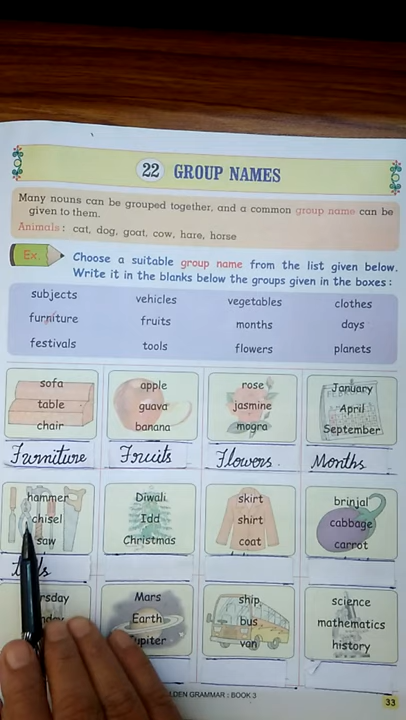 22 GROUP NAMES
Many nouns can be grouped together, and a common group name can be
given to them.
Animals : cat, dog, goat, cow, hare, horse
Ex. Choose a suitable group name from the list given below.
Write it in the blanks below the groups given in the boxes :
subjects vehicles vegetables clothes
furniture fruits months days
festivals tools flowers planets
sofa apple rose January
table guava jasmine April
chair banana mogra September
Furniture Fruits Flowers Months
hammer Diwali skirt brinjal
chisel Idd shirt cabbage
saw Christmas coat carrot
Mars ship science
Earth bus mathematics
van history
GRAMMAR : BOOK 3
33